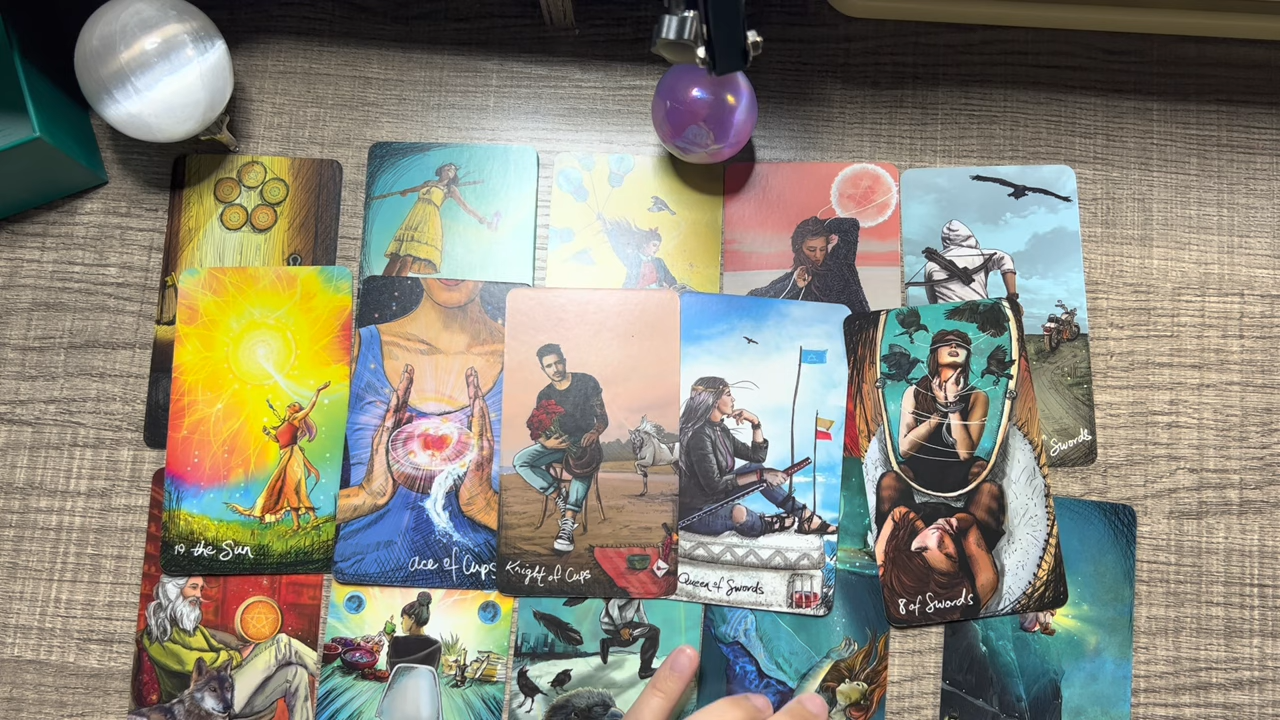 Swords
19 the Sun
ace of Cups
Knight of Cups
Queen of Swords
8 of Swords